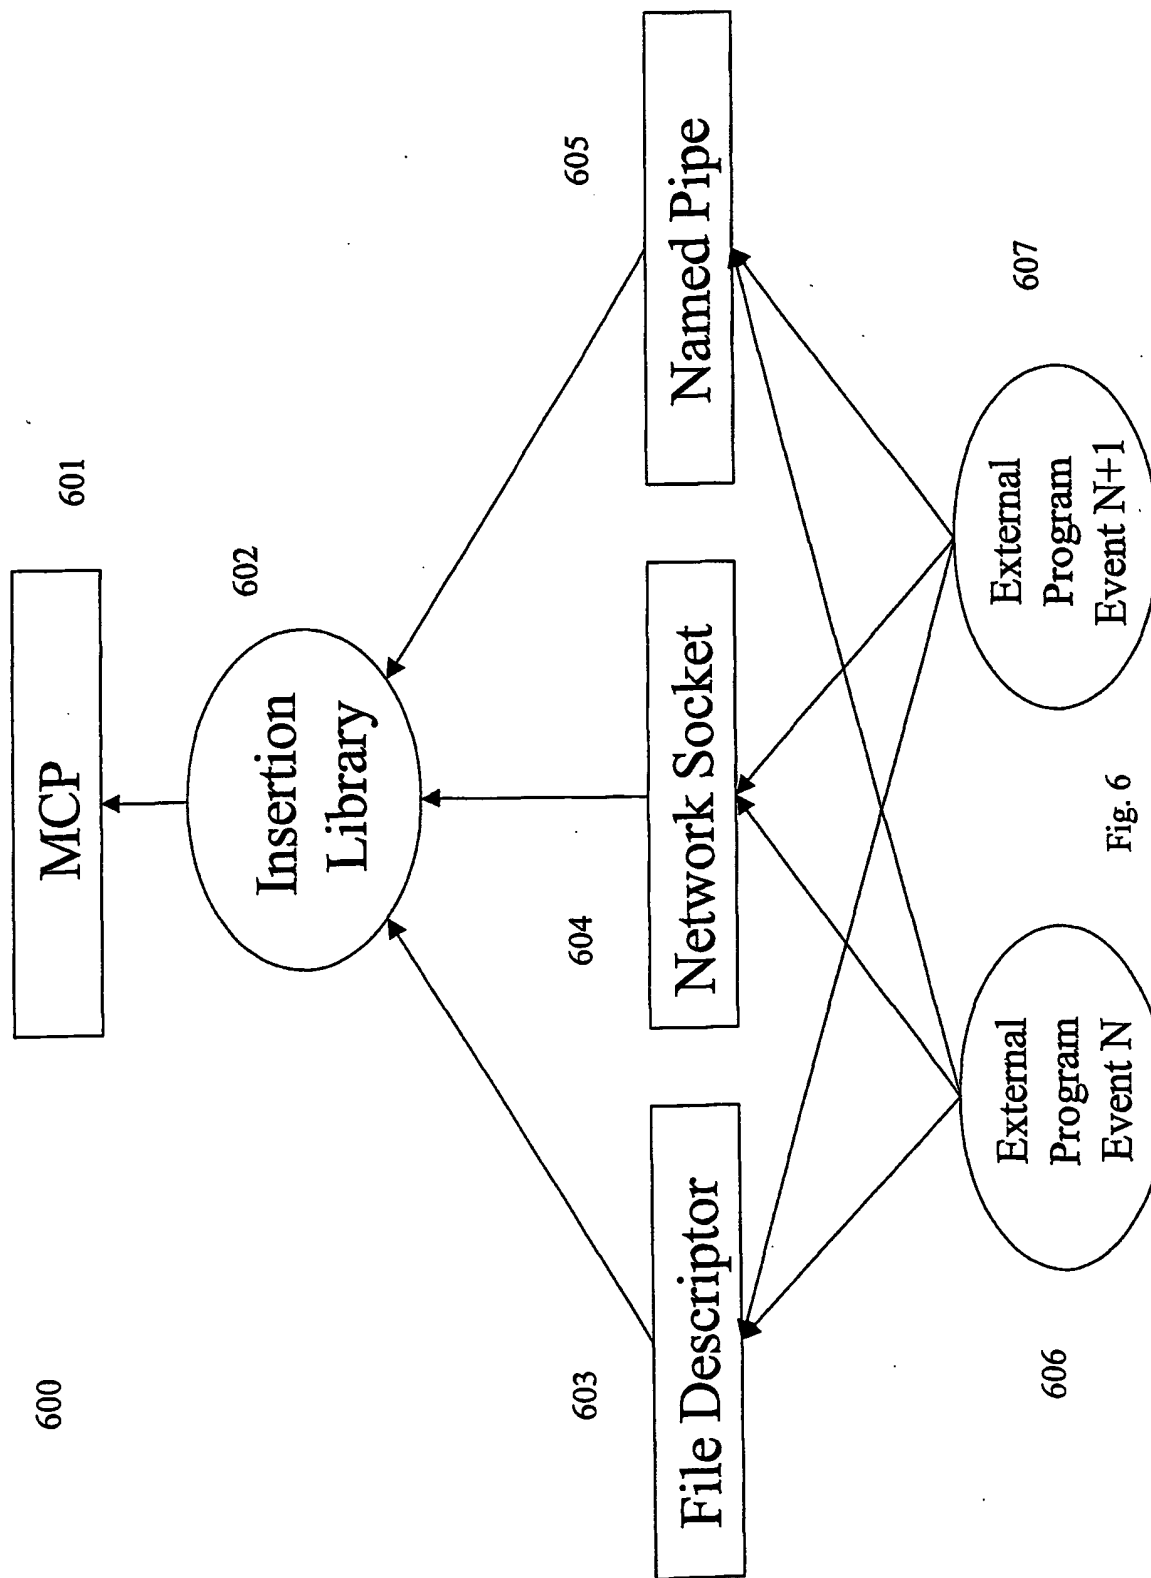 600
MCP
601
Insertion
Library
602
603
604
605
File Descriptor
Network Socket
Named Pipe
606
External
Program
Event N
External
Program
Event N+1
607
Fig. 6